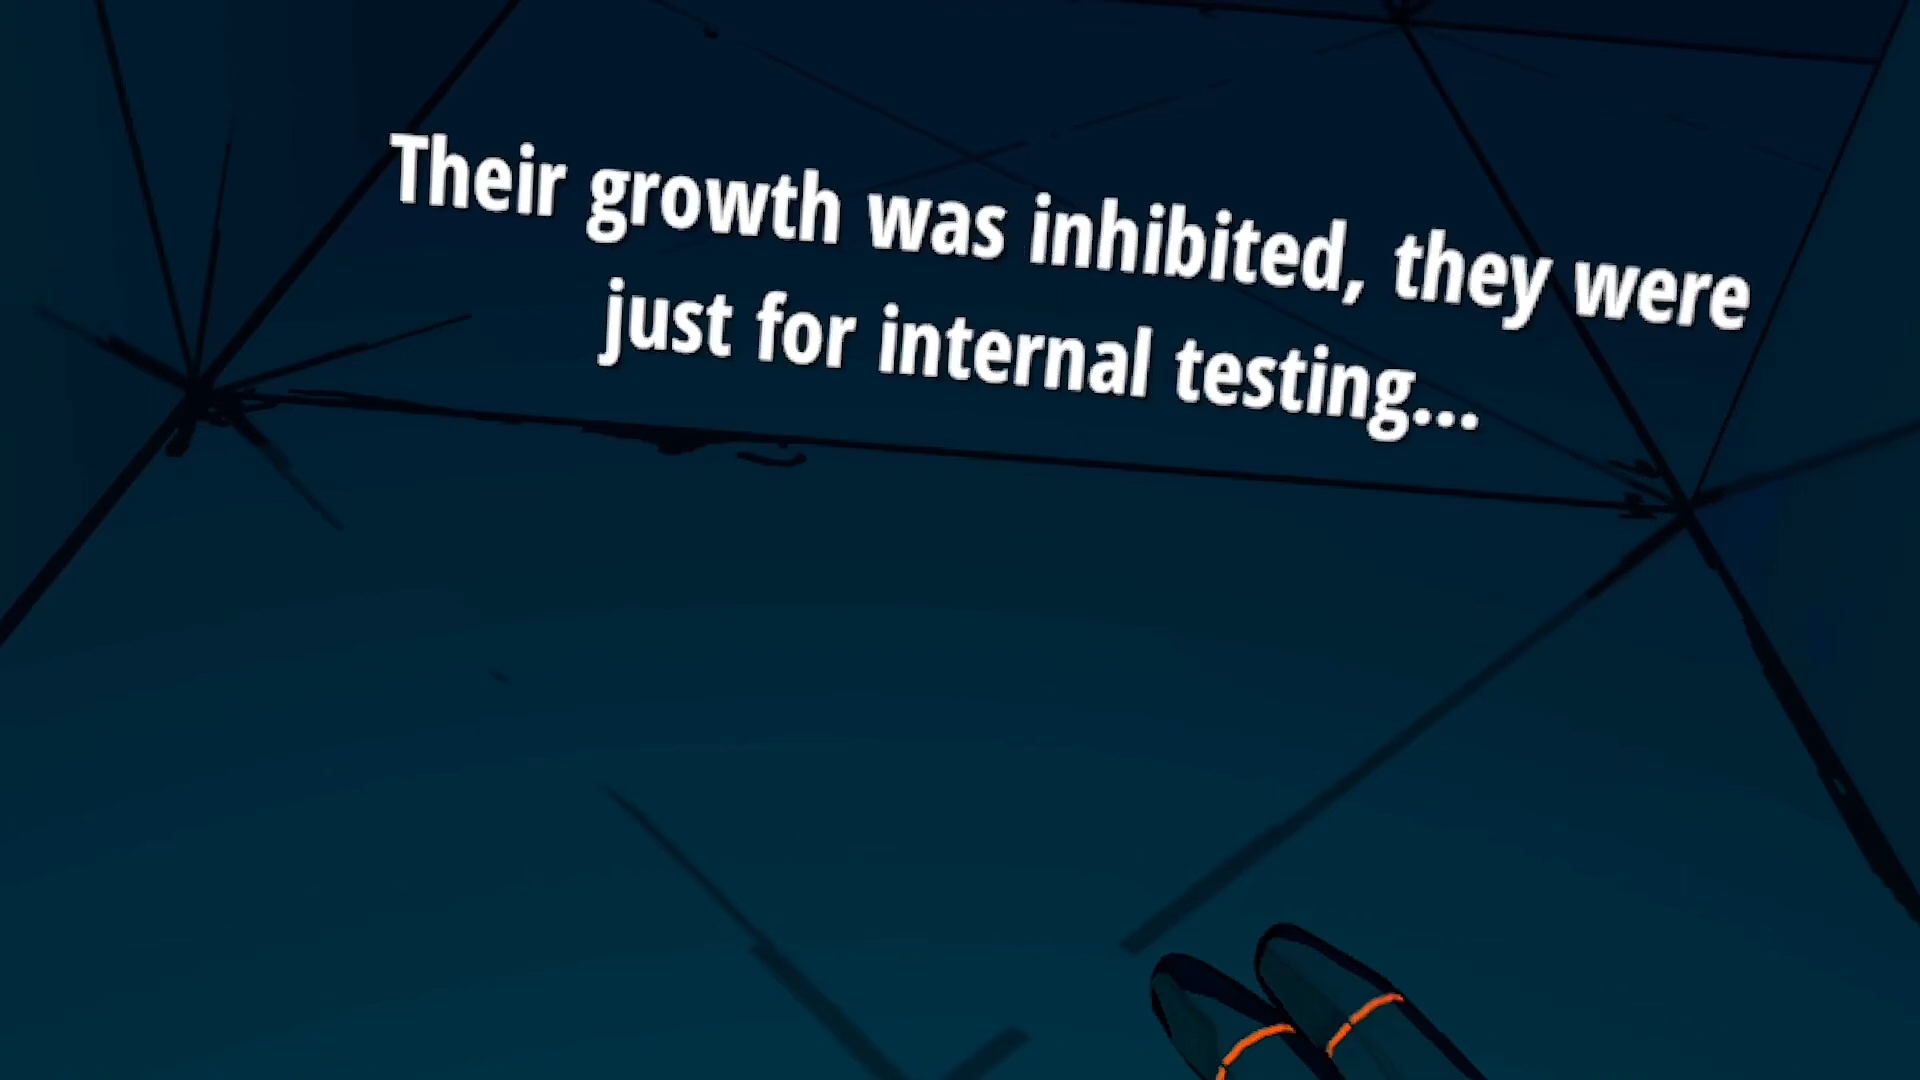 Their growth was inhibited, they were
just for internal testing...